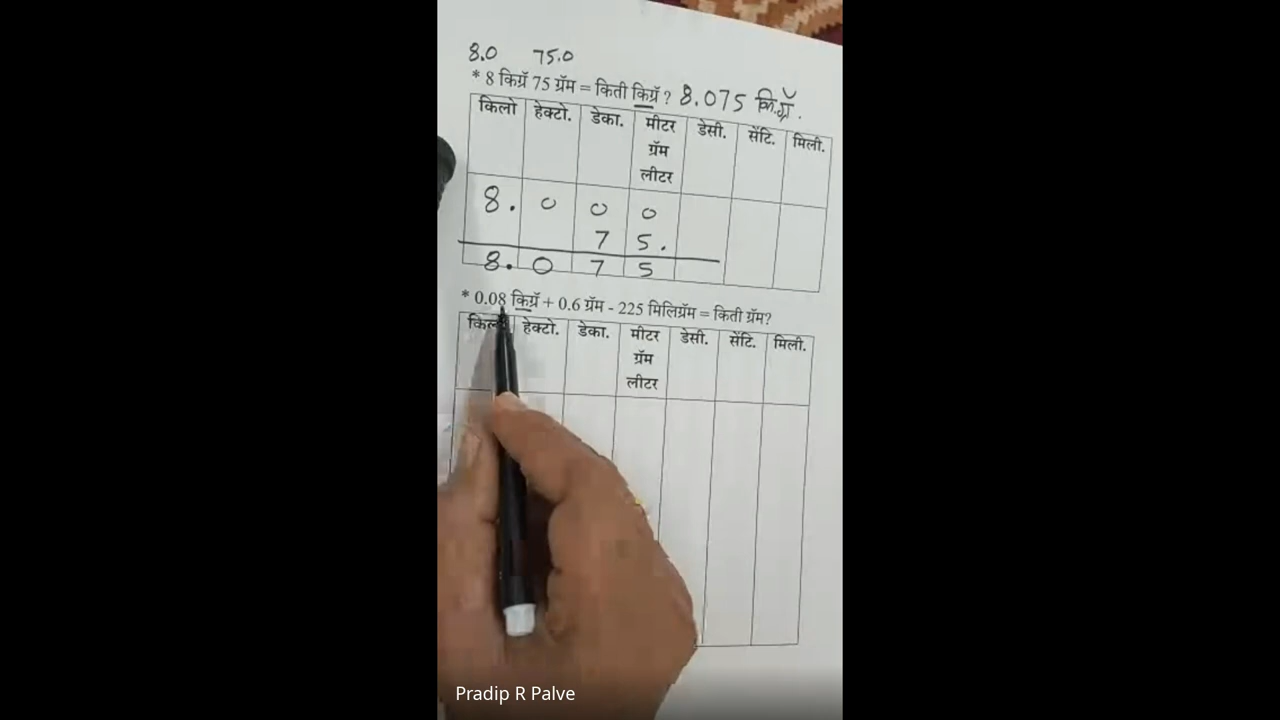 8.0 75.0
* 8 किग्रॅ 75 ग्रॅम = किती किग्रॅ ? 8.075 कि.ग्रॅ.
किलो हेक्टो. डेका. मीटर ग्रॅम लीटर डेसी. सेंटि. मिली.
8. 0 0 0
7 5.
8. 0 7 5
* 0.08 किग्रॅ + 0.6 ग्रॅम - 225 मिलिग्रॅम = किती ग्रॅम?
हेक्टो. डेका. मीटर ग्रॅम लीटर डेसी. सेंटि. मिली.
Pradip R Palve